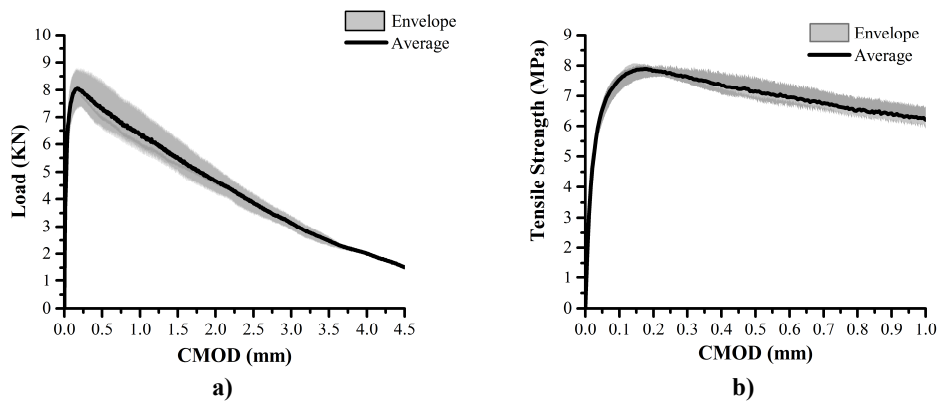 Envelope
Average
Load (KN)
10
9
8
7
6
5
4
3
2
1
0
0.0 0.5 1.0 1.5 2.0 2.5 3.0 3.5 4.0 4.5
CMOD (mm)
a)
Envelope
Average
Tensile Strength (MPa)
9
8
7
6
5
4
3
2
1
0
0.0 0.1 0.2 0.3 0.4 0.5 0.6 0.7 0.8 0.9 1.0
CMOD (mm)
b)